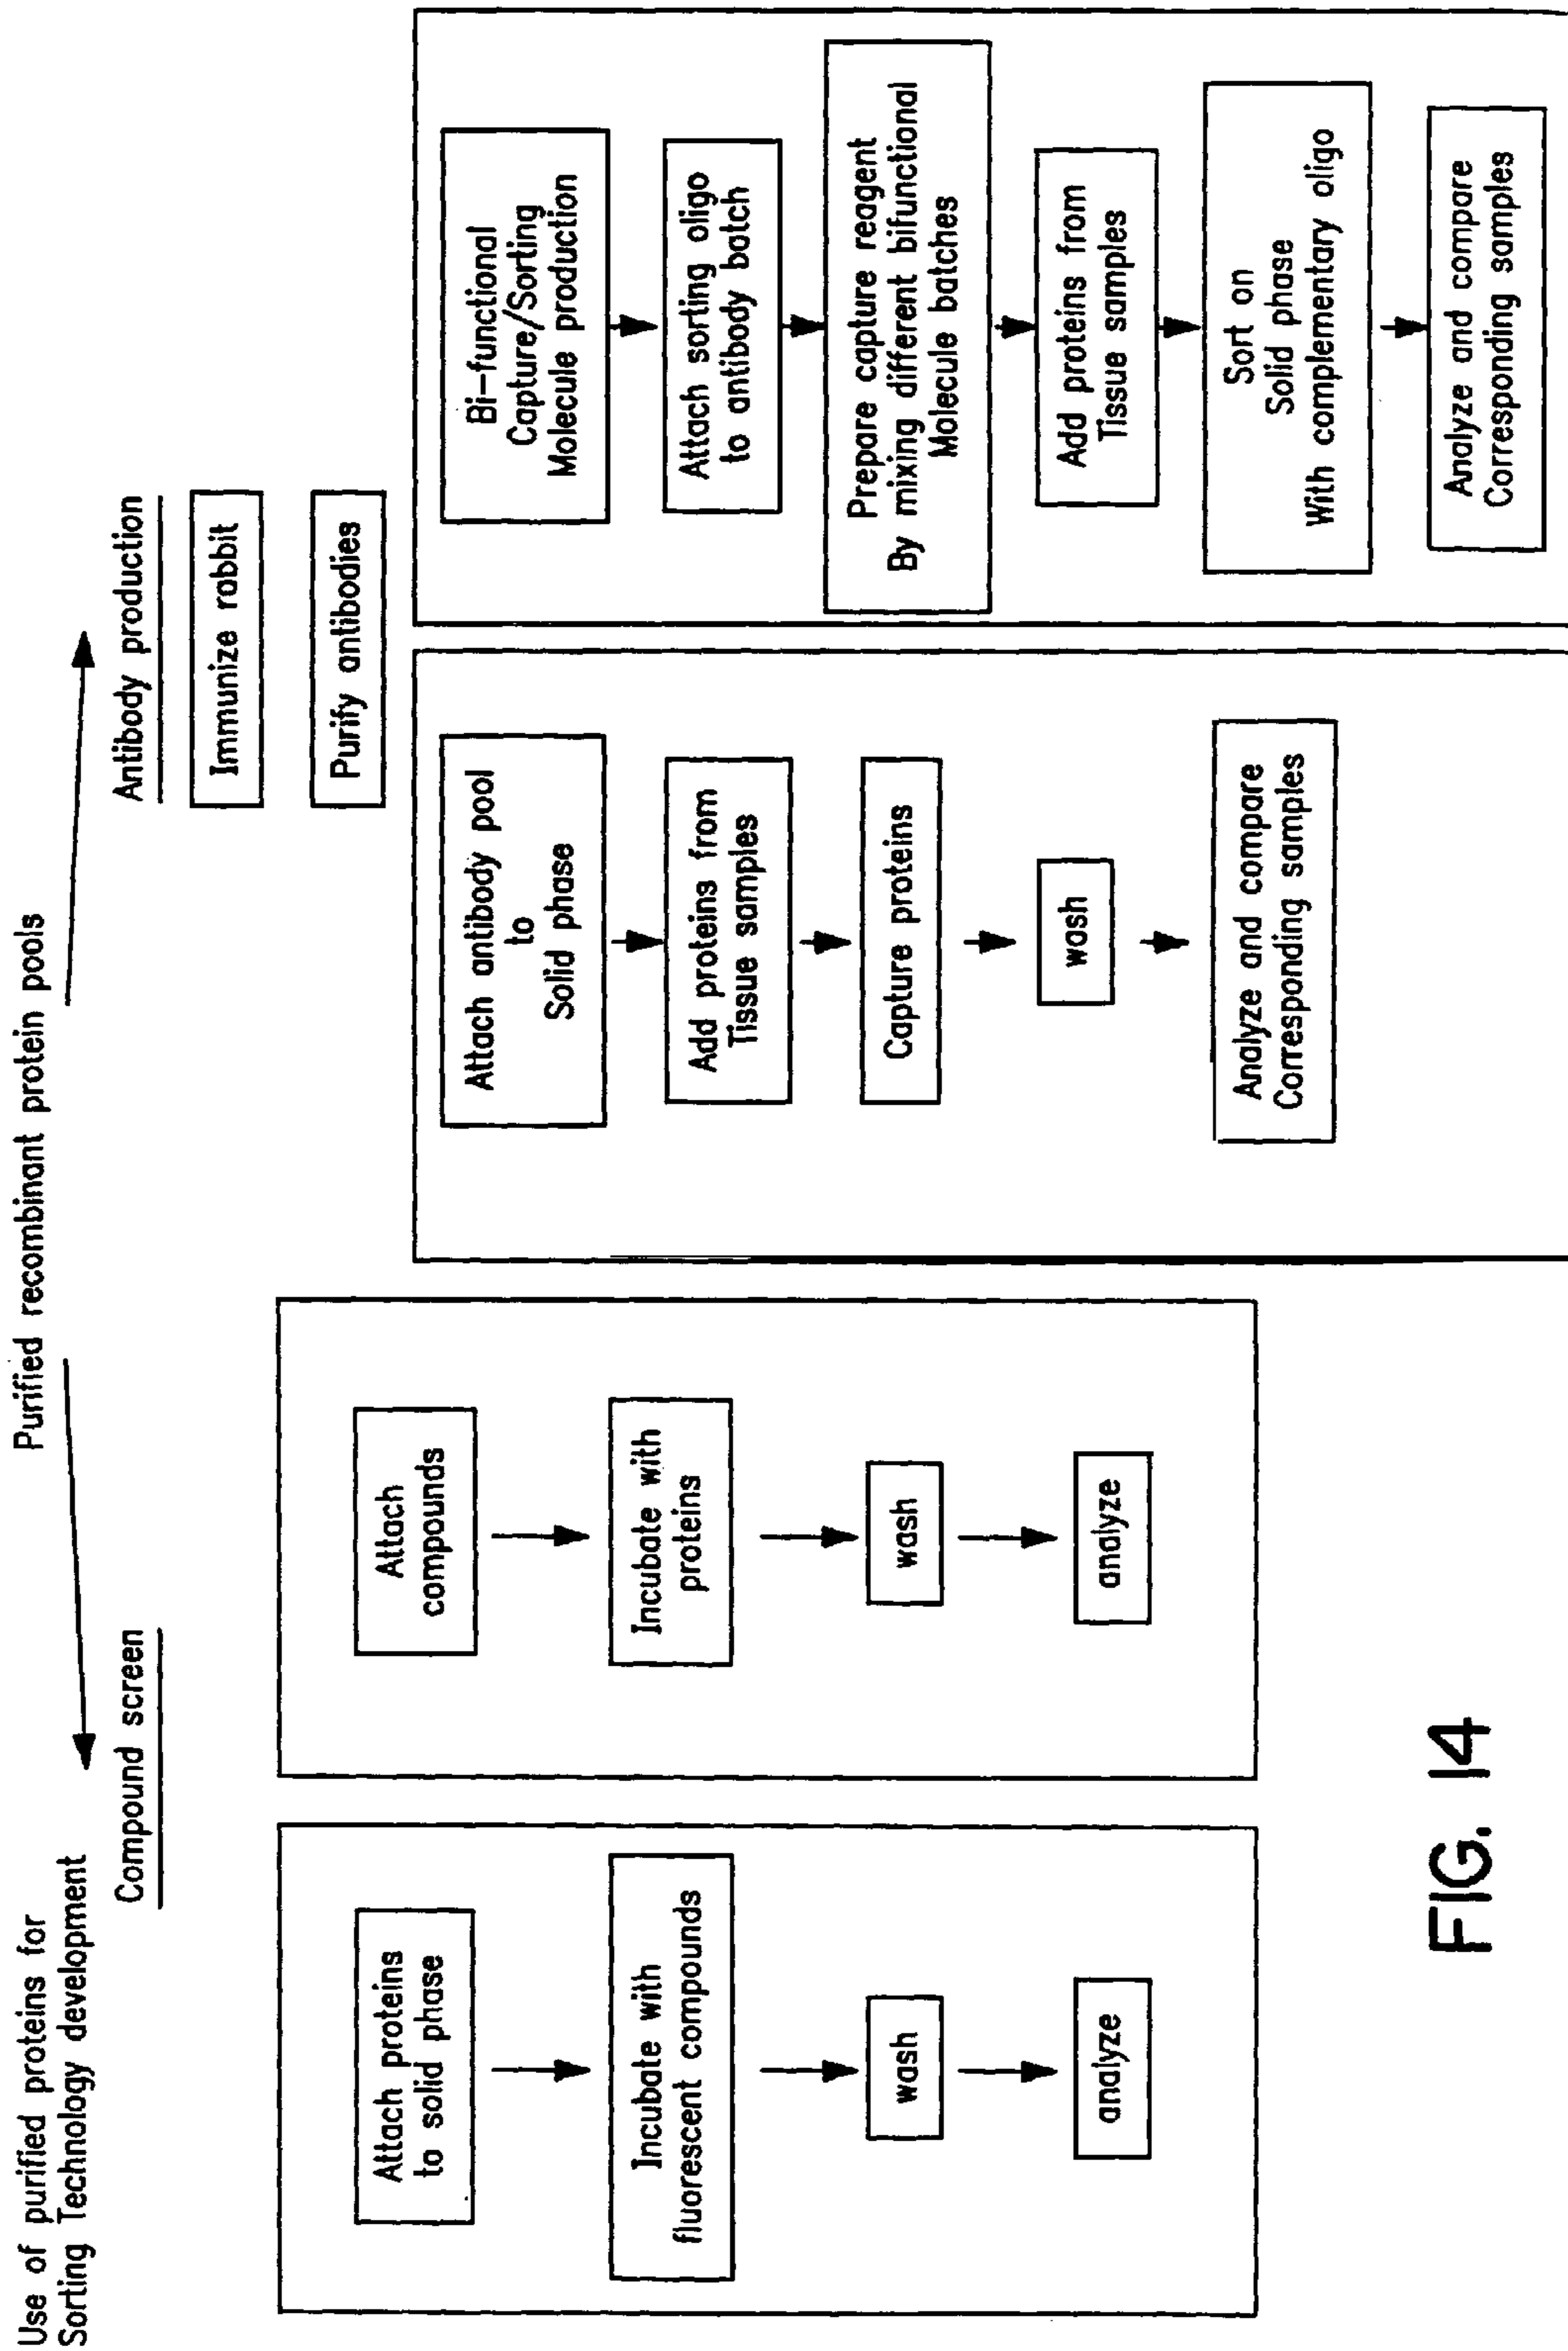 Use of purified proteins for
Sorting Technology development
Purified recombinant protein pools
Compound screen
Attach proteins
to solid phase
Incubate with
fluorescent compounds
wash
analyze
Attach
compounds
Incubate with
proteins
wash
analyze
Antibody production
Immunize rabbit
Purify antibodies
Attach antibody pool
to
Solid phase
Add proteins from
Tissue samples
Capture proteins
wash
Analyze and compare
Corresponding samples
Bi-functional
Capture/Sorting
Molecule production
Attach sorting oligo
to antibody batch
Prepare capture reagent
By mixing different bifunctional
Molecule batches
Add proteins from
Tissue samples
Sort on
Solid phase
With complementary oligo
Analyze and compare
Corresponding samples
FIG. 14